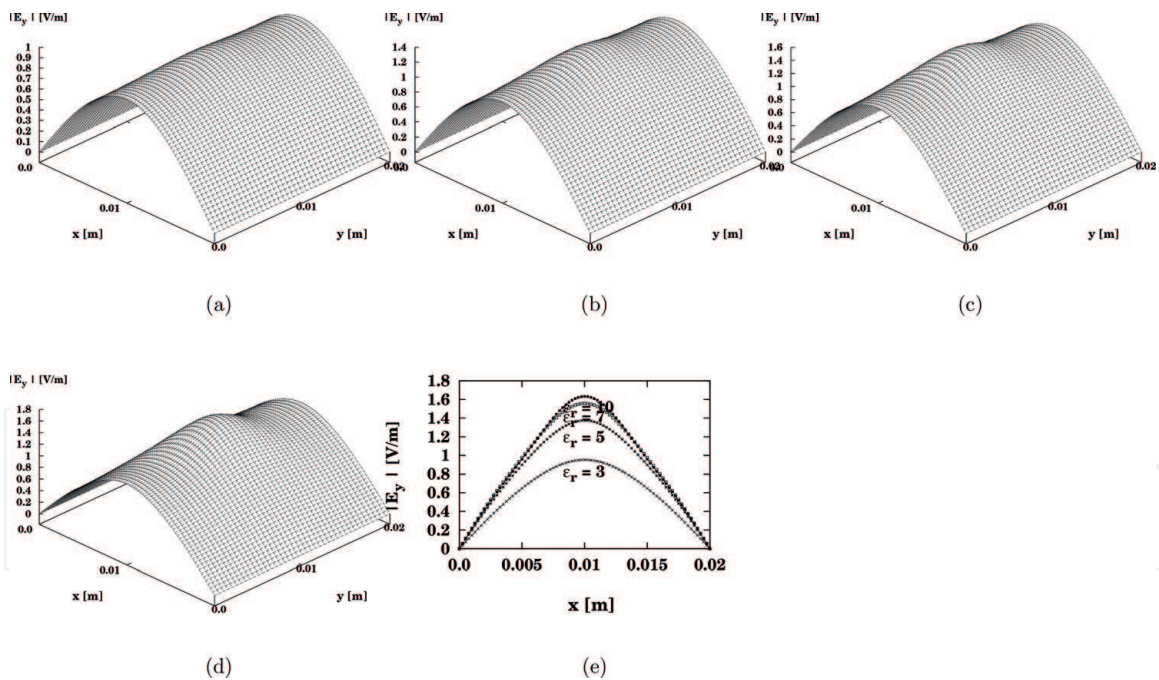 |E_y | [V/m]
1
0.9
0.8
0.7
0.6
0.5
0.4
0.3
0.2
0.1
0
0.0
0.01
x [m]
0.0
0.01
0.02
y [m]
(a)
|E_y | [V/m]
1.4
1.2
1
0.8
0.6
0.4
0.2
0
0.0
0.01
x [m]
0.0
0.01
0.02
y [m]
(b)
|E_y | [V/m]
1.6
1.4
1.2
1
0.8
0.6
0.4
0.2
0
0.0
0.01
x [m]
0.0
0.01
0.02
y [m]
(c)
|E_y | [V/m]
1.8
1.6
1.4
1.2
1
0.8
0.6
0.4
0.2
0
0.0
0.01
x [m]
0.0
0.01
0.02
y [m]
(d)
|E_y | [V/m]
1.8
1.6
1.4
1.2
1
0.8
0.6
0.4
0.2
0
ε_r = 10
ε_r = 7
ε_r = 5
ε_r = 3
0.0 0.005 0.01 0.015 0.02
x [m]
(e)